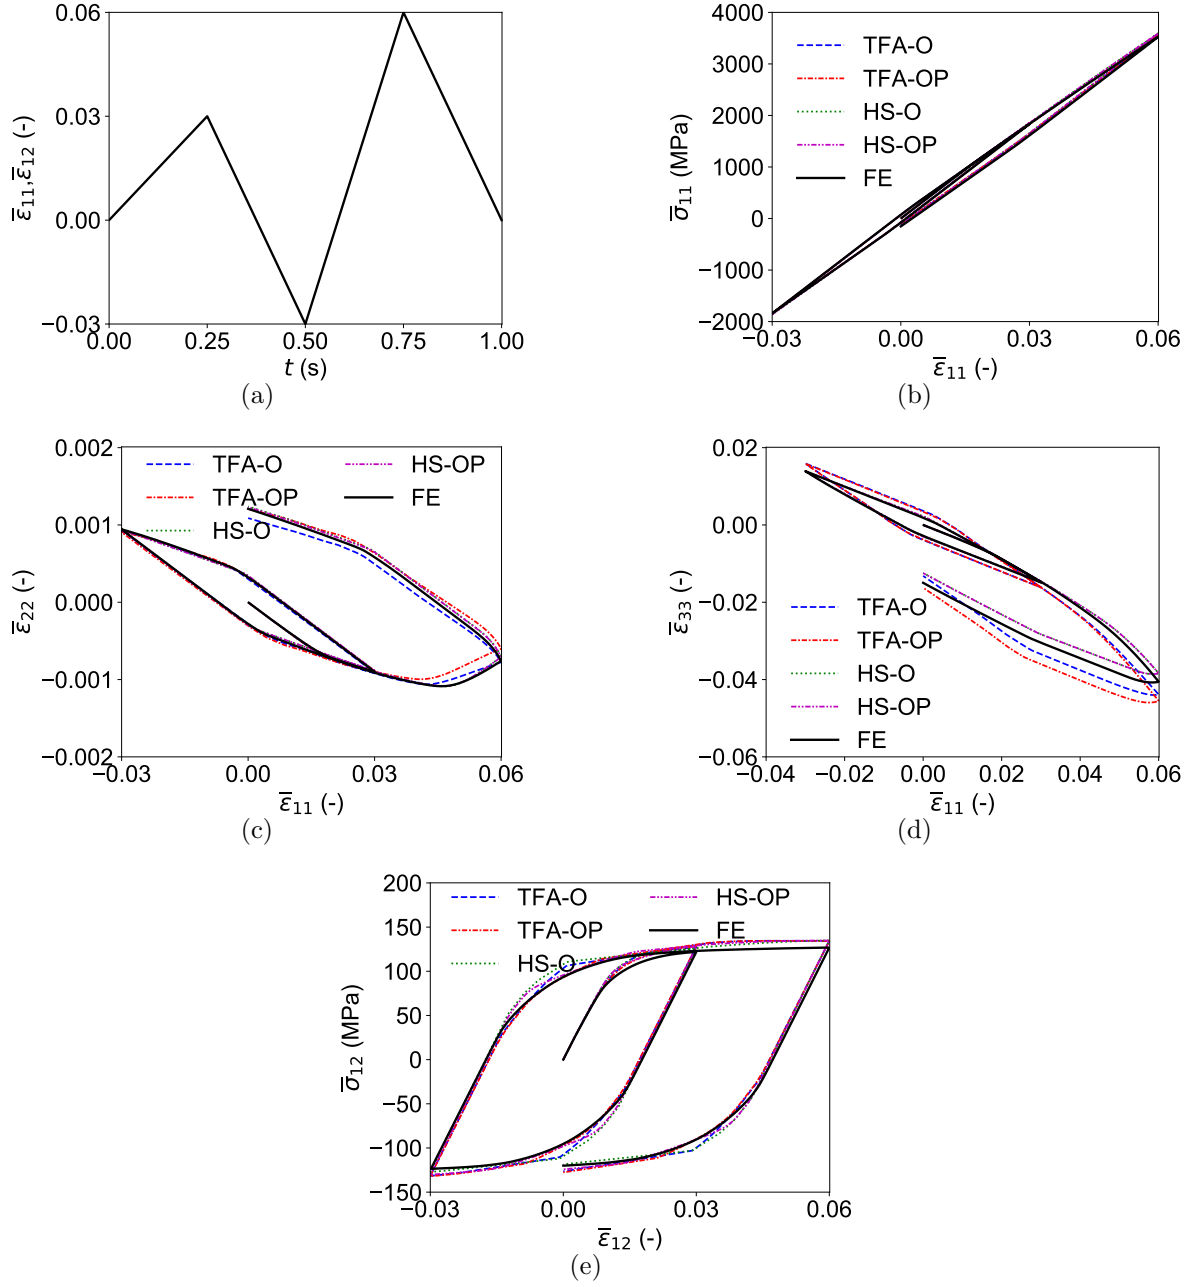 0.06
0.03
0.00
−0.03
ε̅11,ε̅12 (-)
0.00 0.25 0.50 0.75 1.00
t (s)
(a)
4000
3000
2000
1000
0
−1000
−2000
σ̅11 (MPa)
TFA-O
TFA-OP
HS-O
HS-OP
FE
−0.03 0.00 0.03 0.06
ε̅11 (-)
(b)
0.002
0.001
0.000
−0.001
−0.002
ε̅22 (-)
TFA-O
TFA-OP
HS-O
HS-OP
FE
−0.03 0.00 0.03 0.06
ε̅11 (-)
(c)
0.02
0.00
−0.02
−0.04
−0.06
ε̅33 (-)
TFA-O
TFA-OP
HS-O
HS-OP
FE
−0.04 −0.02 0.00 0.02 0.04 0.06
ε̅11 (-)
(d)
200
150
100
50
0
−50
−100
−150
σ̅12 (MPa)
TFA-O
TFA-OP
HS-O
HS-OP
FE
−0.03 0.00 0.03 0.06
ε̅12 (-)
(e)